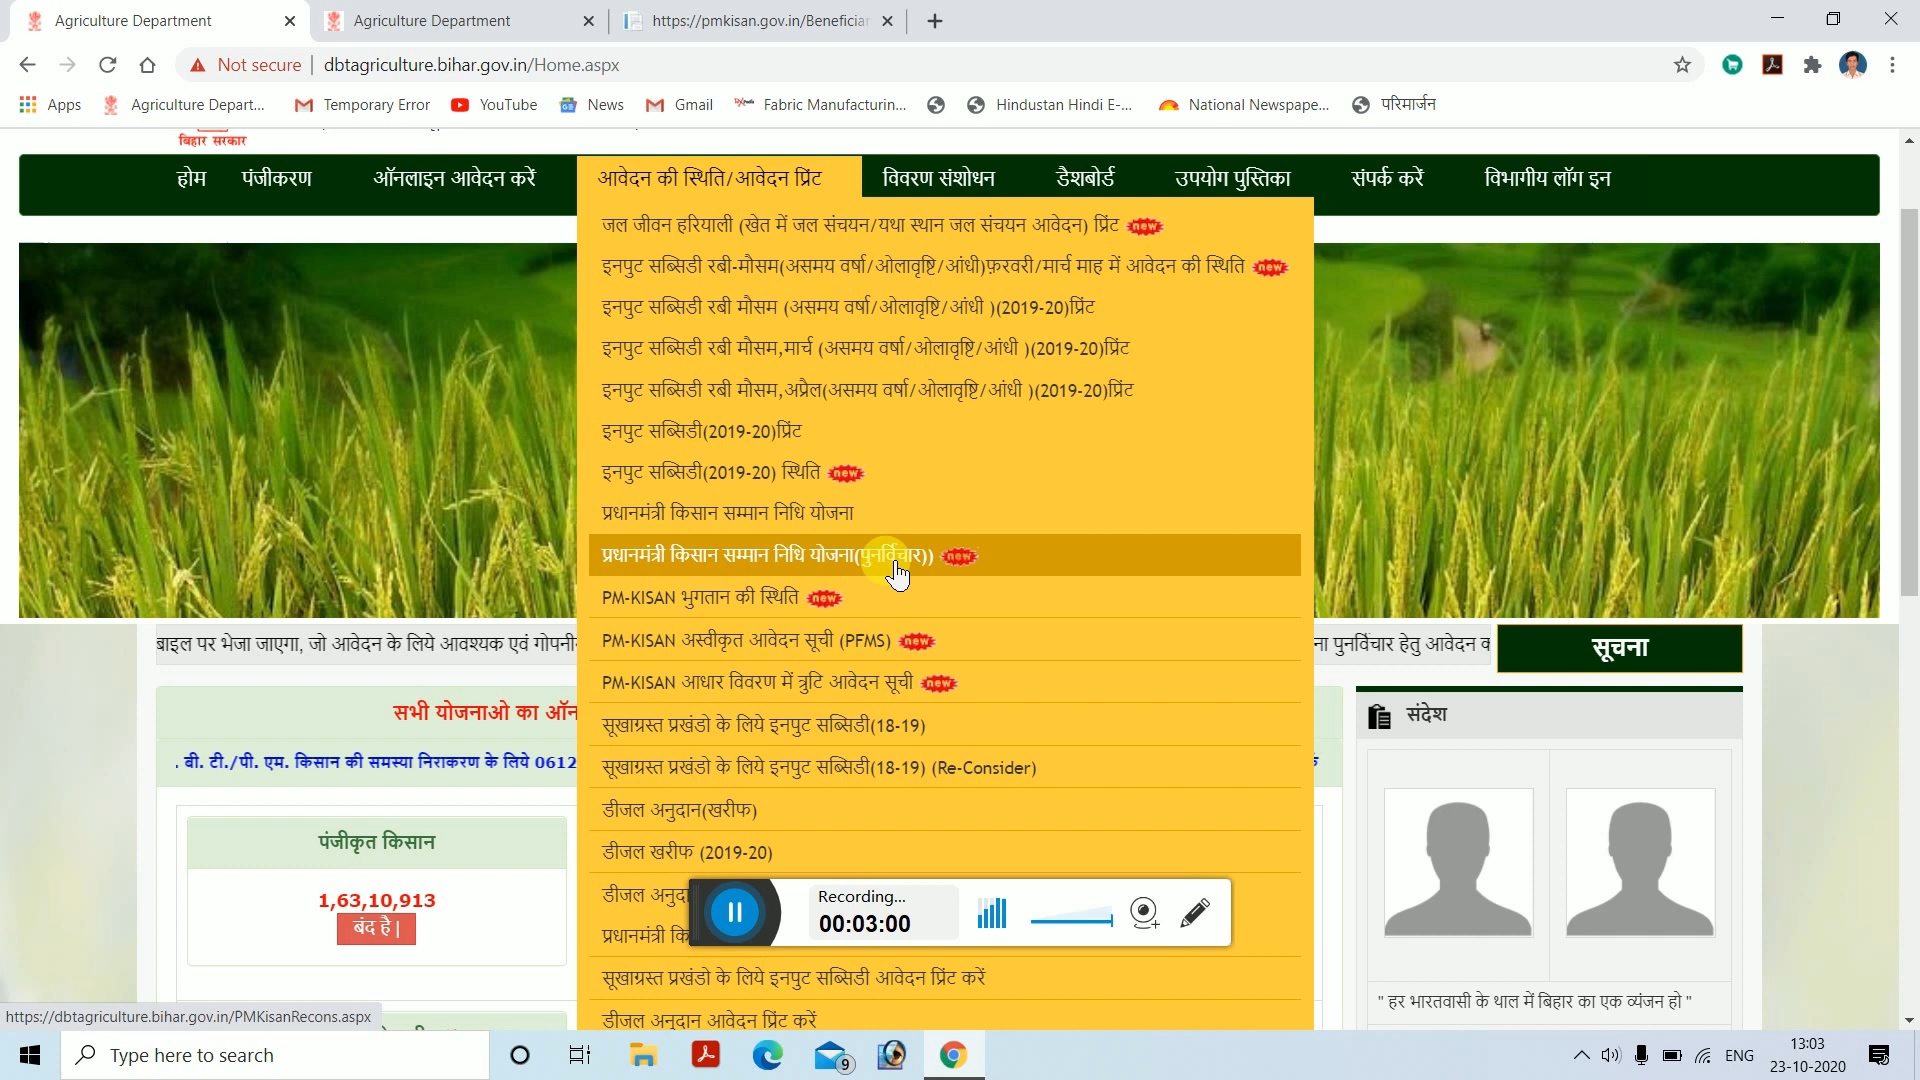 Agriculture Department
Agriculture Department
https://pmkisan.gov.in/Beneficiar
Not secure
dbtagriculture.bihar.gov.in/Home.aspx
Apps
Agriculture Depart...
Temporary Error
YouTube
News
Gmail
Fabric Manufacturin...
Hindustan Hindi E-...
National Newspape...
परिमार्जन
बिहार सरकार
होम
पंजीकरण
ऑनलाइन आवेदन करें
आवेदन की स्थिति/आवेदन प्रिंट
विवरण संशोधन
डैशबोर्ड
उपयोग पुस्तिका
संपर्क करें
विभागीय लॉग इन
जल जीवन हरियाली (खेत में जल संचयन/यथा स्थान जल संचयन आवेदन) प्रिंट new
इनपुट सब्सिडी रबी-मौसम(असमय वर्षा/ओलावृष्टि/आंधी)फ़रवरी/मार्च माह में आवेदन की स्थिति new
इनपुट सब्सिडी रबी मौसम (असमय वर्षा/ओलावृष्टि/आंधी )(2019-20)प्रिंट
इनपुट सब्सिडी रबी मौसम,मार्च (असमय वर्षा/ओलावृष्टि/आंधी )(2019-20)प्रिंट
इनपुट सब्सिडी रबी मौसम,अप्रैल(असमय वर्षा/ओलावृष्टि/आंधी )(2019-20)प्रिंट
इनपुट सब्सिडी(2019-20)प्रिंट
इनपुट सब्सिडी(2019-20) स्थिति new
प्रधानमंत्री किसान सम्मान निधि योजना
प्रधानमंत्री किसान सम्मान निधि योजना(पुनर्विचार)) new
PM-KISAN भुगतान की स्थिति new
PM-KISAN अस्वीकृत आवेदन सूची (PFMS) new
PM-KISAN आधार विवरण में त्रुटि आवेदन सूची new
सूखाग्रस्त प्रखंडो के लिये इनपुट सब्सिडी(18-19)
सूखाग्रस्त प्रखंडो के लिये इनपुट सब्सिडी(18-19) (Re-Consider)
डीजल अनुदान(खरीफ)
डीजल खरीफ (2019-20)
डीजल अनुदा
प्रधानमंत्री कि
सूखाग्रस्त प्रखंडो के लिये इनपुट सब्सिडी आवेदन प्रिंट करें
डीजल अनुदान आवेदन प्रिंट करें
बाइल पर भेजा जाएगा, जो आवेदन के लिये आवश्यक एवं गोपनी
ना पुनर्विचार हेतु आवेदन क
सूचना
सभी योजनाओ का ऑन
. बी. टी./पी. एम. किसान की समस्या निराकरण के लिये 0612
पंजीकृत किसान
1,63,10,913
बंद है |
संदेश
" हर भारतवासी के थाल में बिहार का एक व्यंजन हो "
Recording...
00:03:00
https://dbtagriculture.bihar.gov.in/PMKisanRecons.aspx
Type here to search
9
ENG
13:03
23-10-2020